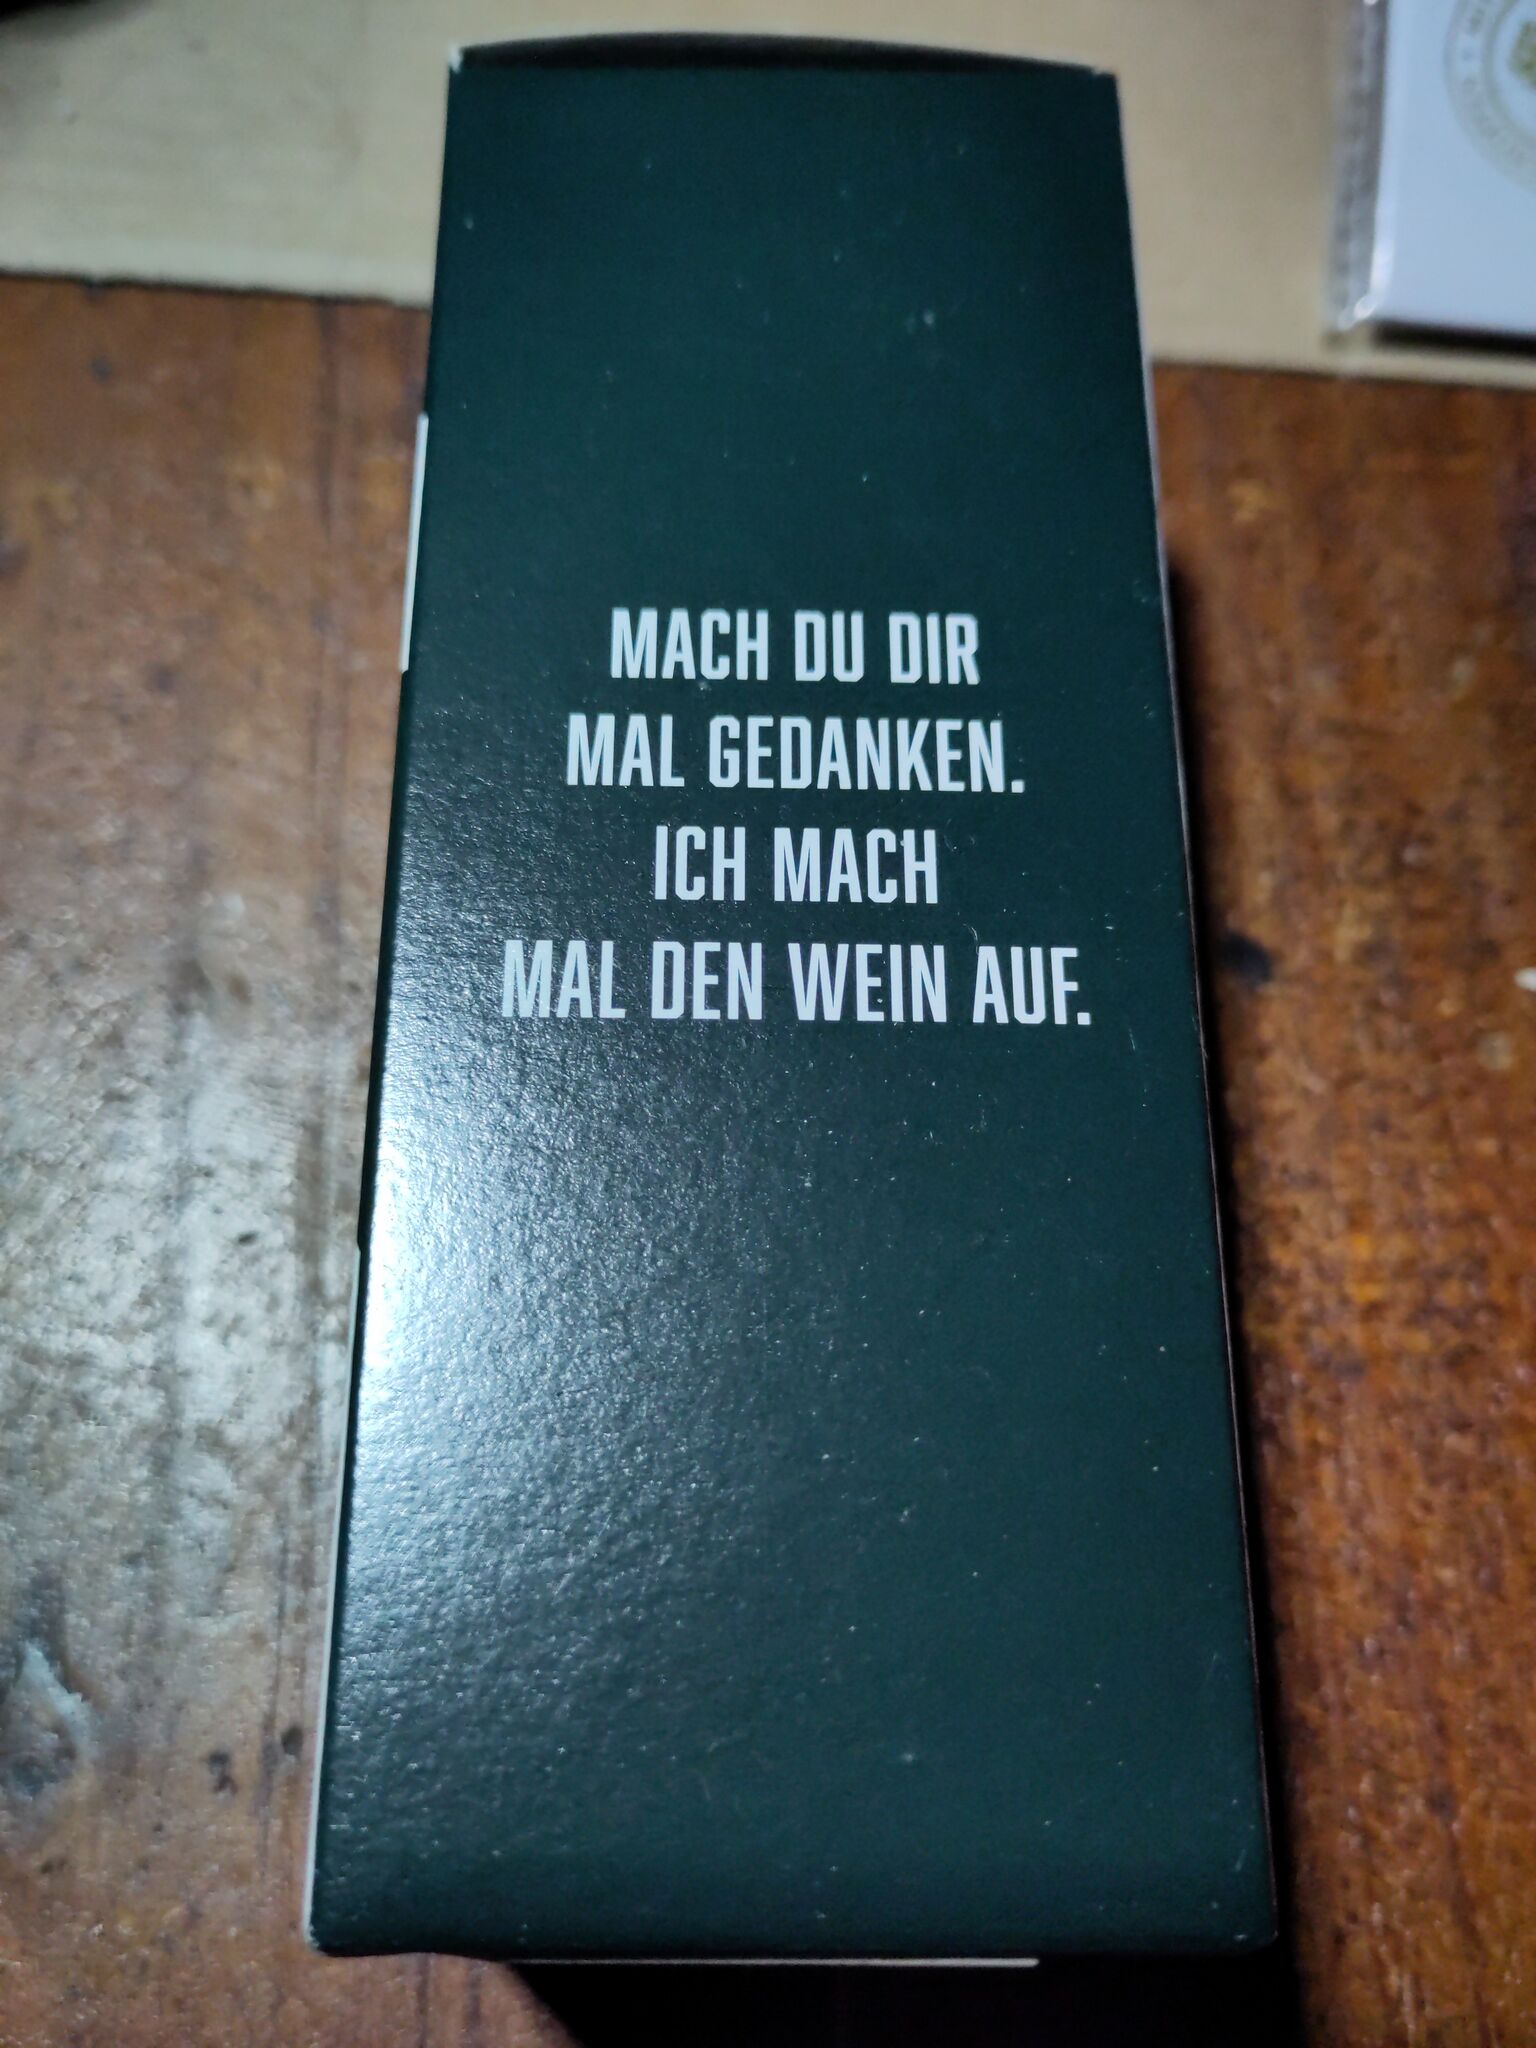 MACH DU DIR
MAL GEDANKEN.
ICH MACH
MAL DEN WEIN AUF.